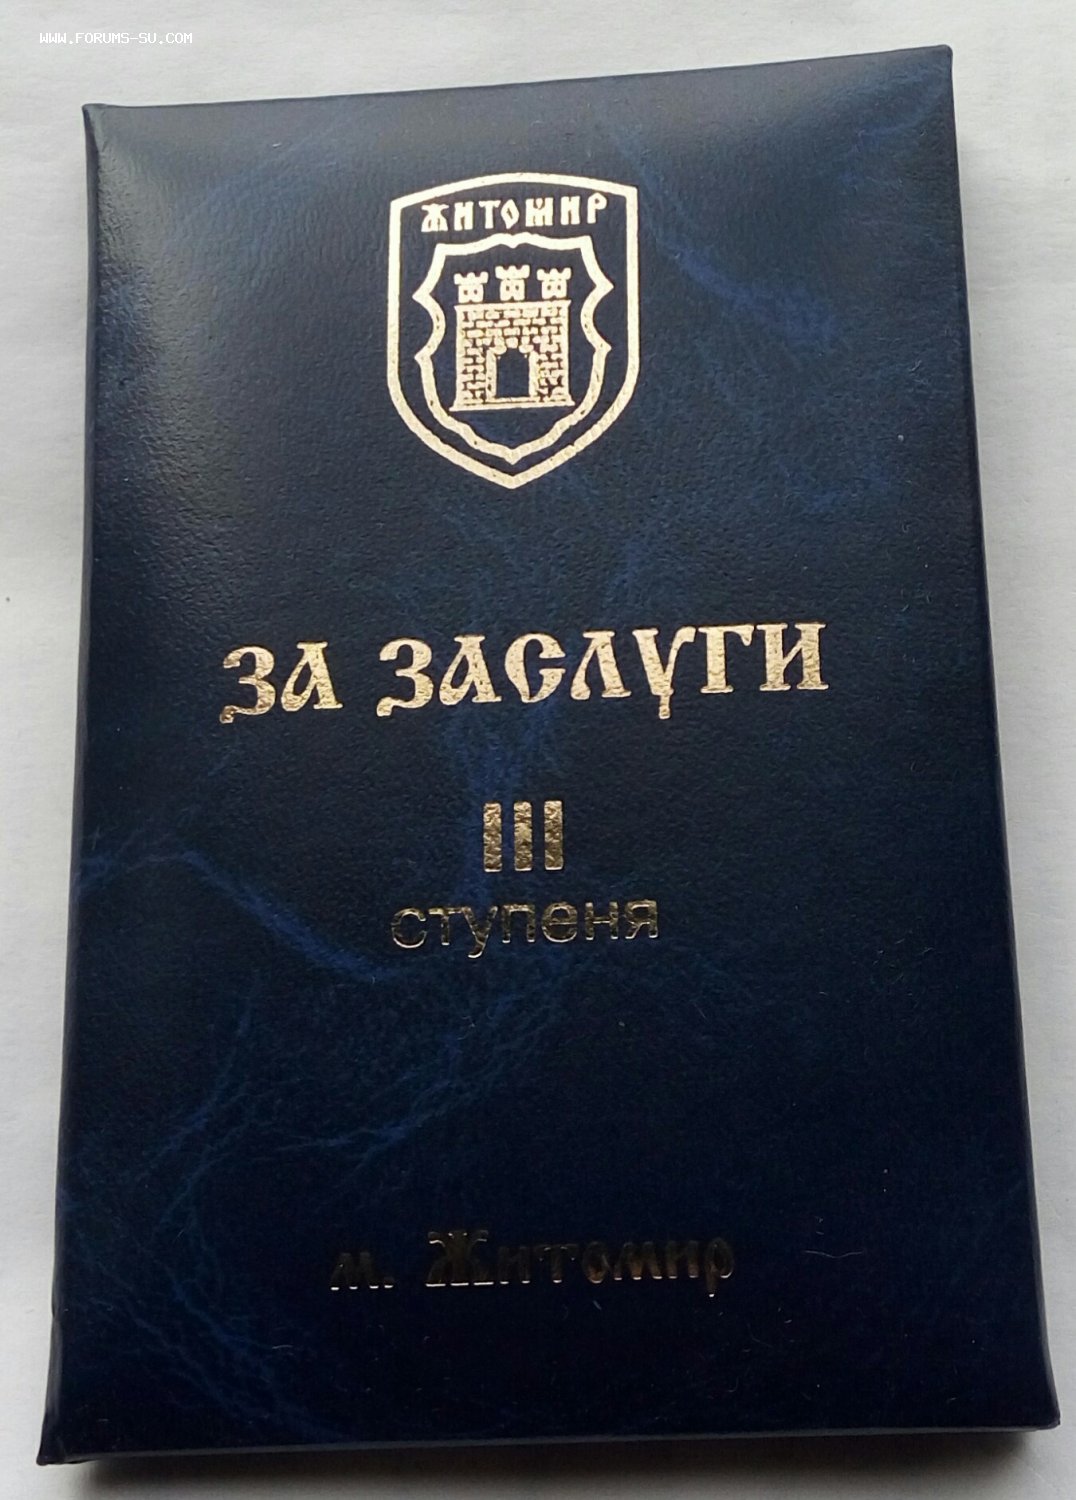 WWW.FORUMS-SU.COM
ЖИТОМИР
ЗА ЗАСЛУГИ
III
ступеня
м. Житомир